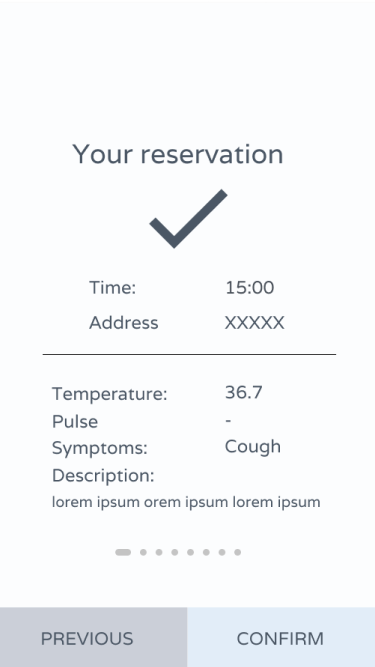 Your reservation
Time: 15:00
Address XXXXX
Temperature: 36.7
Pulse -
Symptoms: Cough
Description:
lorem ipsum orem ipsum lorem ipsum
PREVIOUS CONFIRM